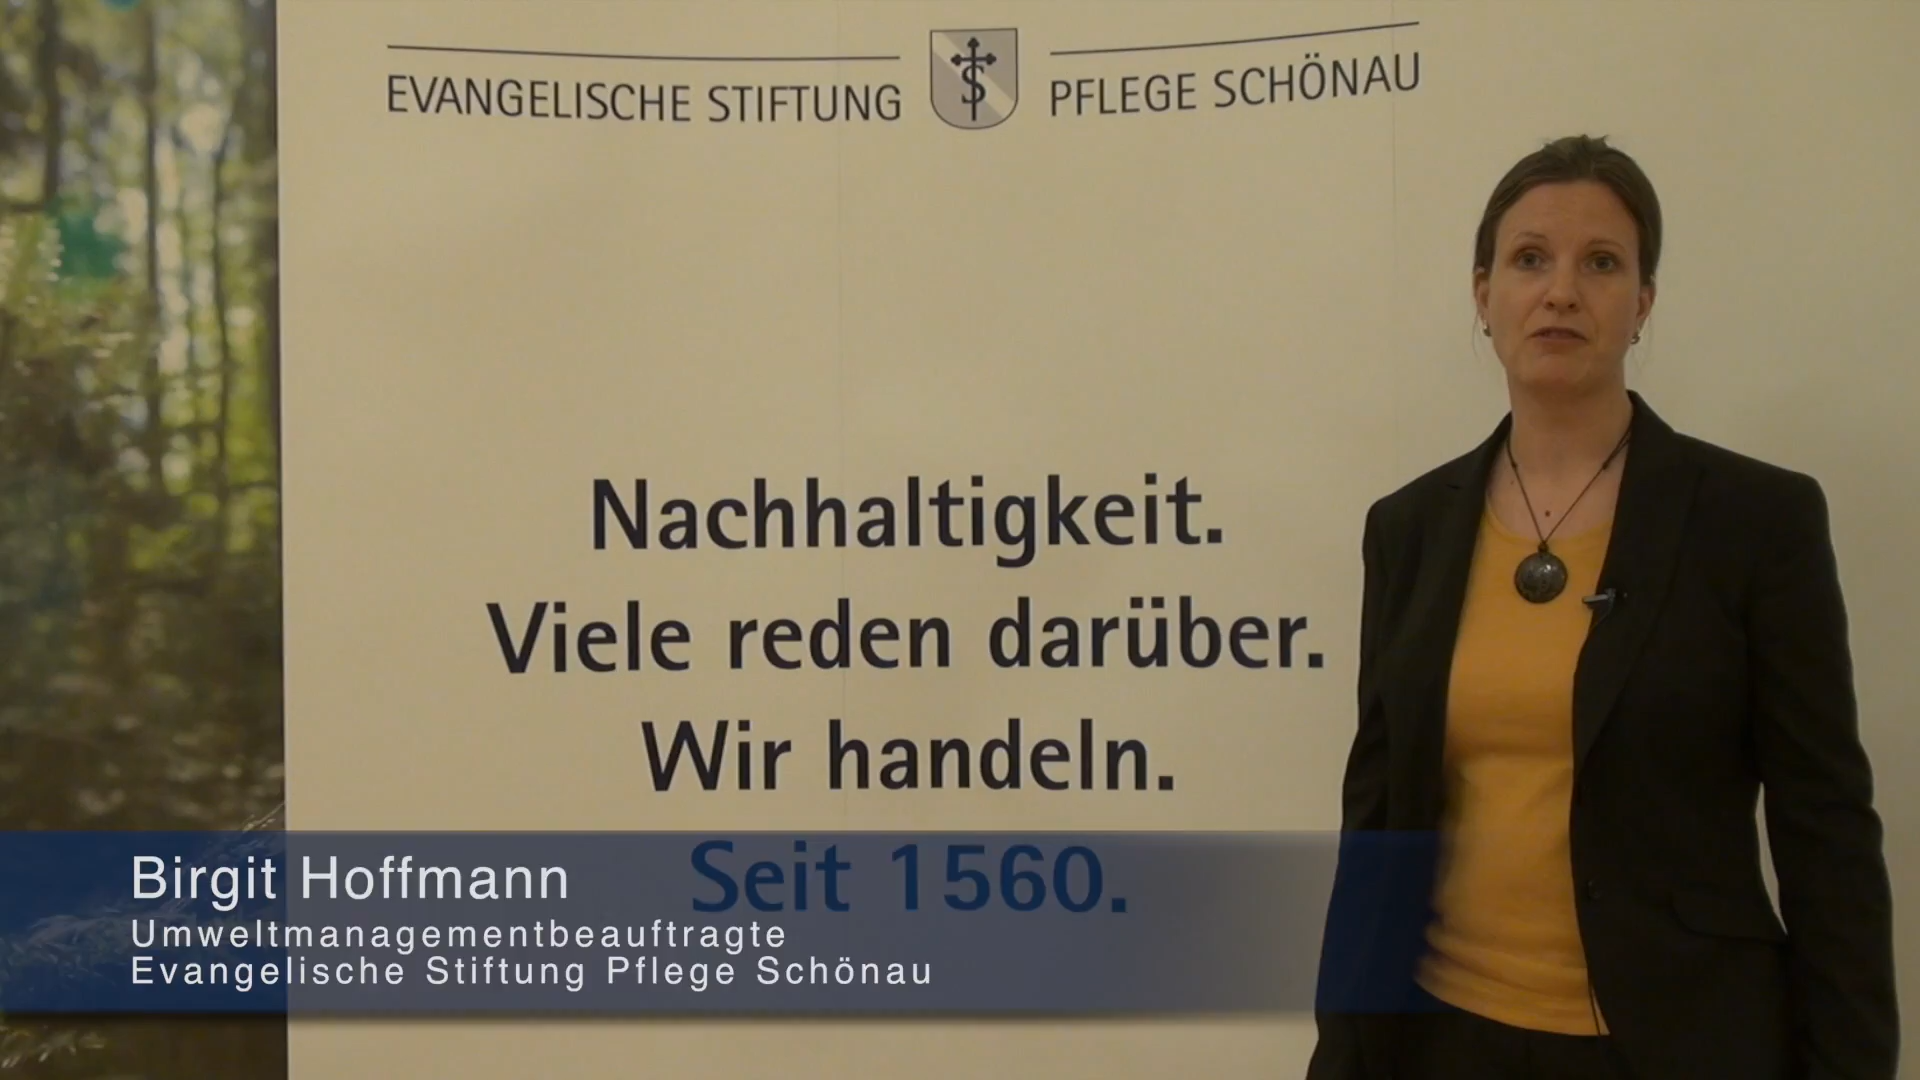 EVANGELISCHE STIFTUNG PFLEGE SCHÖNAU
Nachhaltigkeit.
Viele reden darüber.
Wir handeln.
Seit 1560.
Birgit Hoffmann
Umweltmanagementbeauftragte
Evangelische Stiftung Pflege Schönau